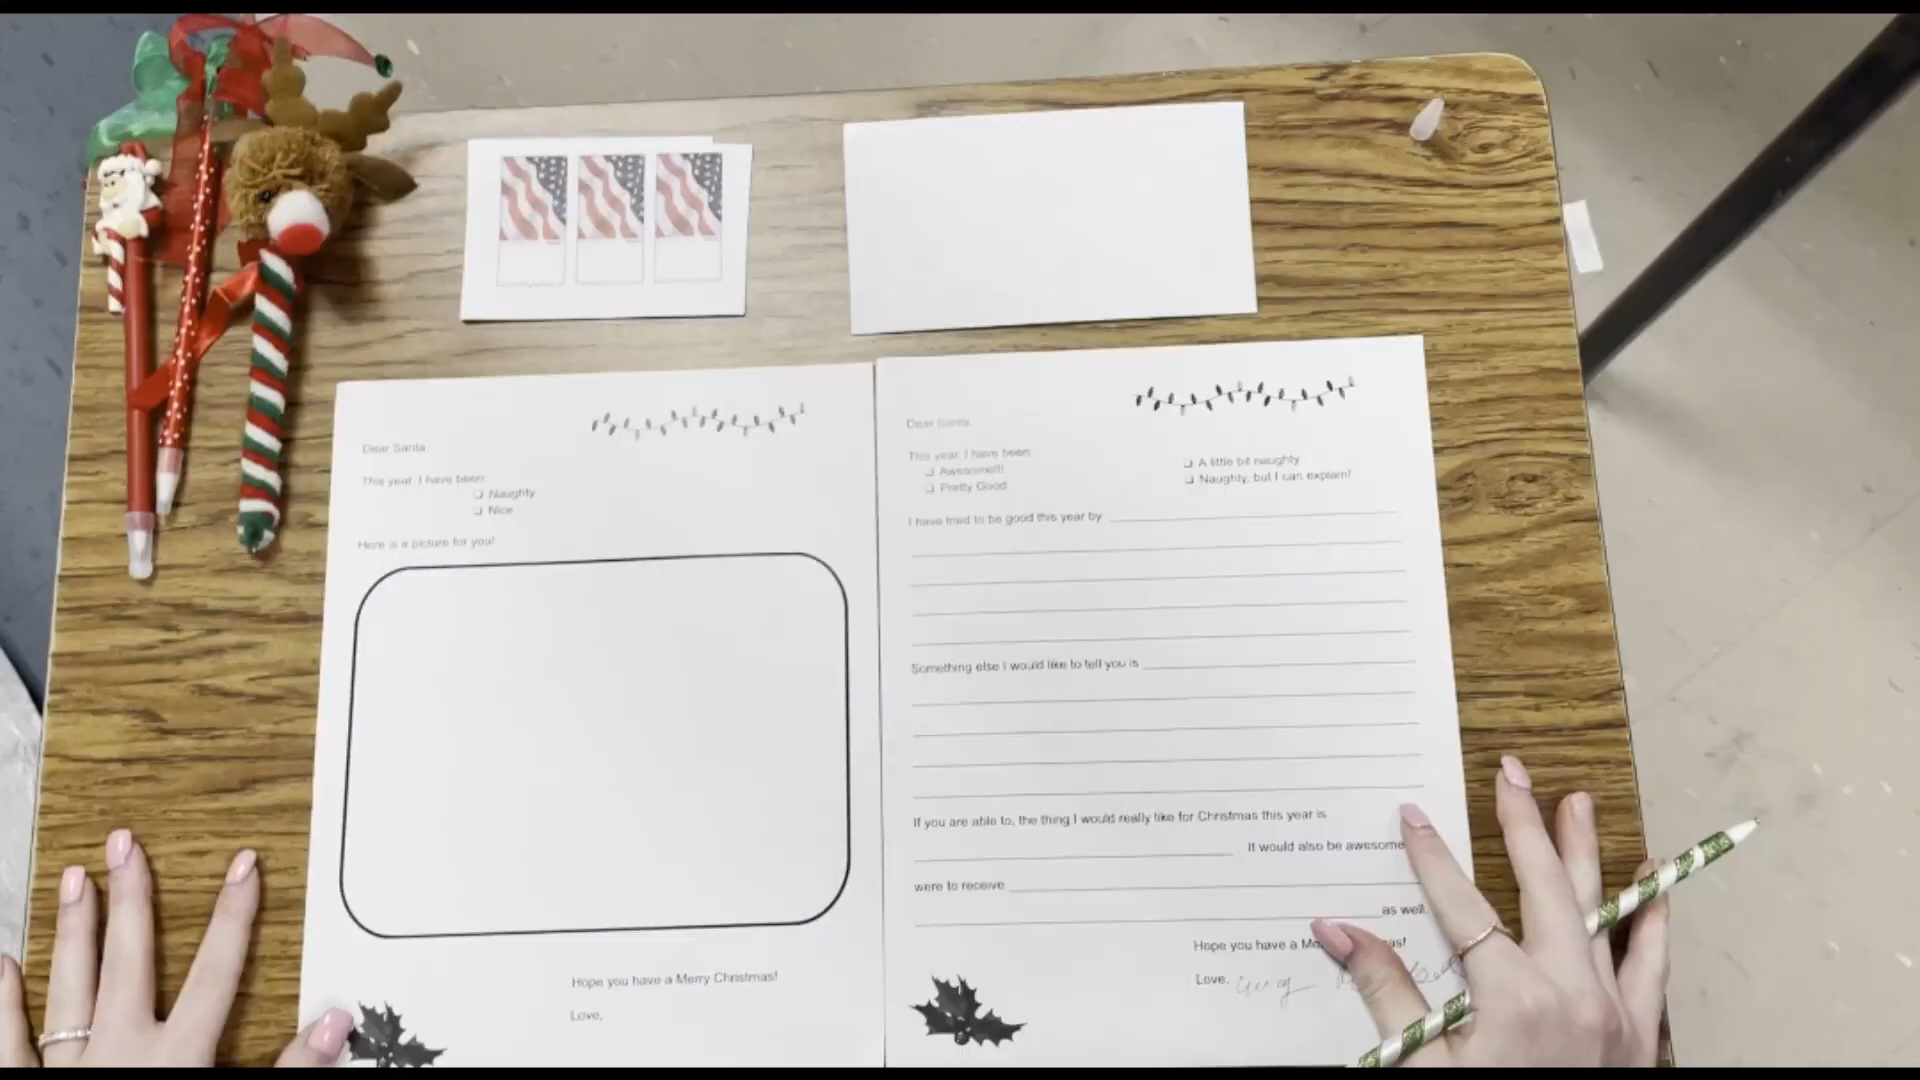 Dear Santa,
This year, I have been:
Naughty
Nice
Here is a picture for you!
Hope you have a Merry Christmas!
Love,
Dear Santa,
This year, I have been:
Awesome!!!
Pretty Good
A little bit naughty
Naughty, but I can explain!
I have tried to be good this year by
Something else I would like to tell you is
If you are able to, the thing I would really like for Christmas this year is
It would also be awesome
were to receive
as well.
Hope you have a
Love,